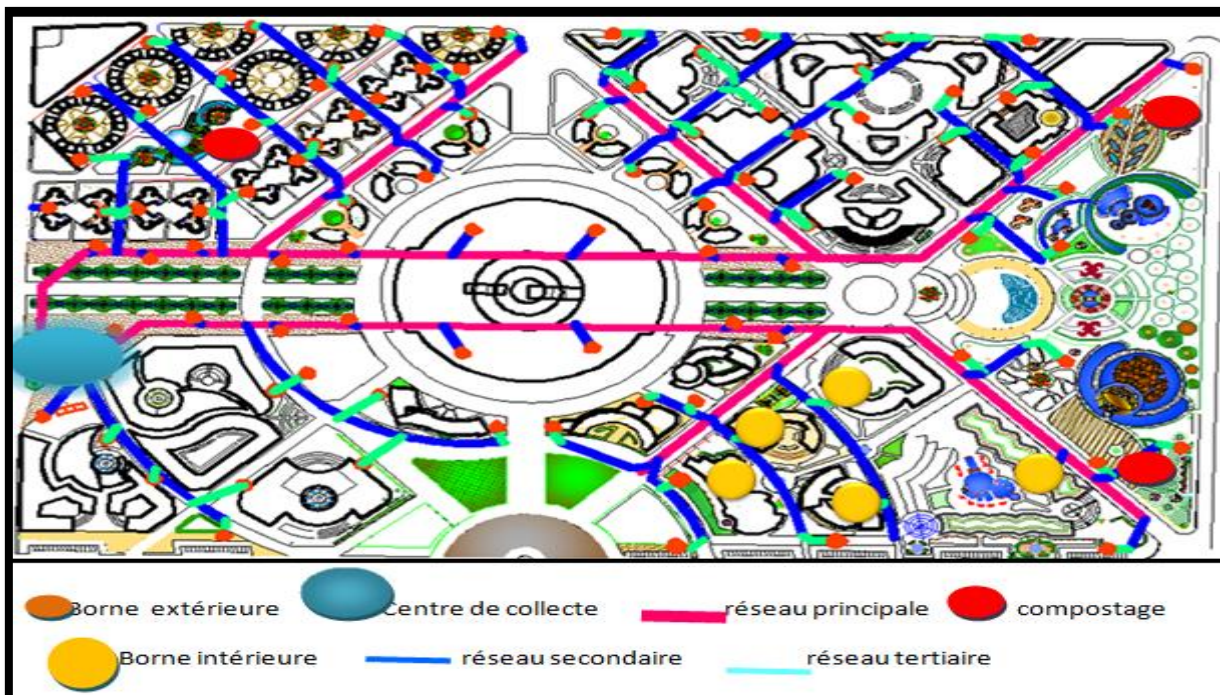 Borne extérieure Centre de collecte réseau principale compostage
Borne intérieure réseau secondaire réseau tertiaire